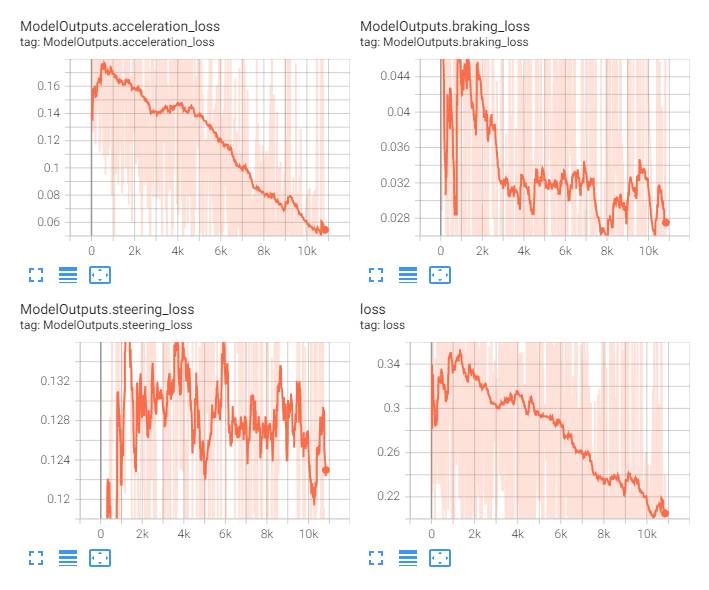 ModelOutputs.acceleration_loss
tag: ModelOutputs.acceleration_loss
0.16
0.14
0.12
0.1
0.08
0.06
0 2k 4k 6k 8k 10k
ModelOutputs.braking_loss
tag: ModelOutputs.braking_loss
0.044
0.04
0.036
0.032
0.028
0 2k 4k 6k 8k 10k
ModelOutputs.steering_loss
tag: ModelOutputs.steering_loss
0.132
0.128
0.124
0.12
0 2k 4k 6k 8k 10k
loss
tag: loss
0.34
0.3
0.26
0.22
0 2k 4k 6k 8k 10k